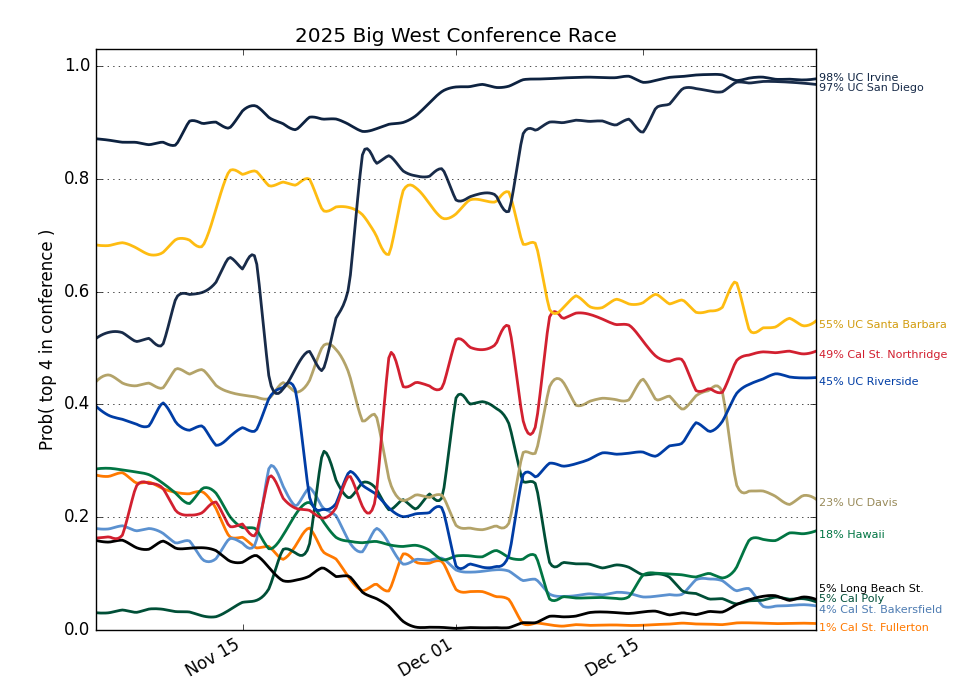 2025 Big West Conference Race
Prob( top 4 in conference )
1.0
0.8
0.6
0.4
0.2
0.0
Nov 15
Dec 01
Dec 15
98% UC Irvine
97% UC San Diego
55% UC Santa Barbara
49% Cal St. Northridge
45% UC Riverside
23% UC Davis
18% Hawaii
5% Long Beach St.
5% Cal Poly
4% Cal St. Bakersfield
1% Cal St. Fullerton